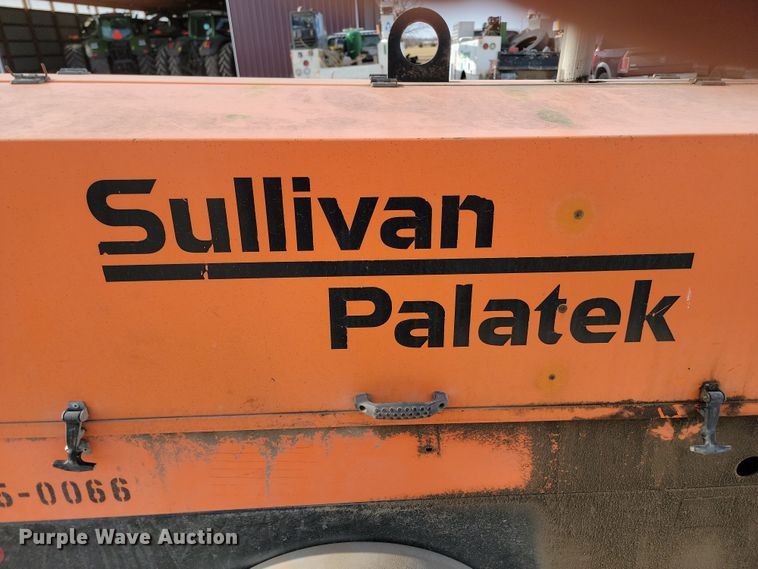 Sullivan
Palatek
5-0066
Purple Wave Auction